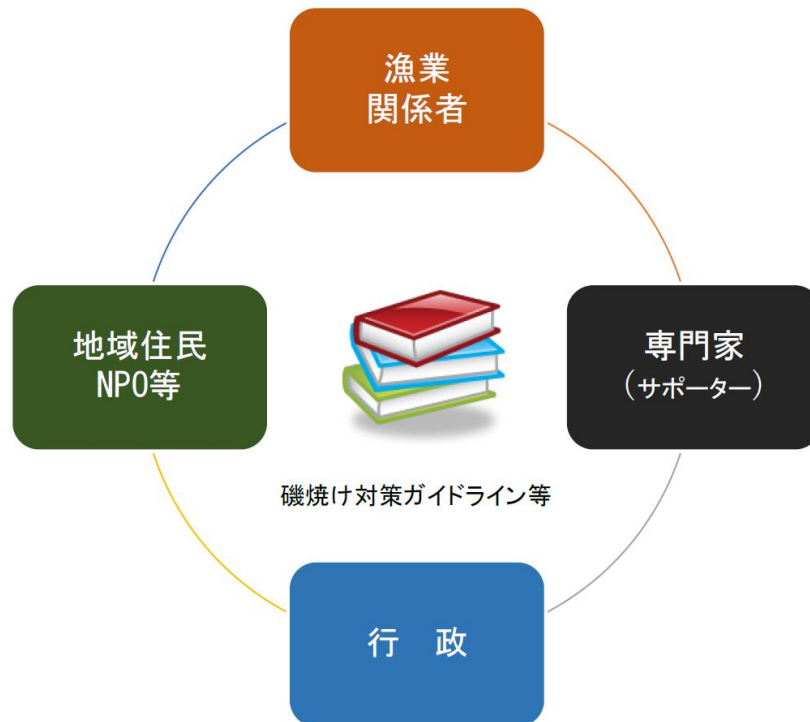 漁業
関係者
地域住民
NPO等
専門家
（サポーター）
磯焼け対策ガイドライン等
行　政